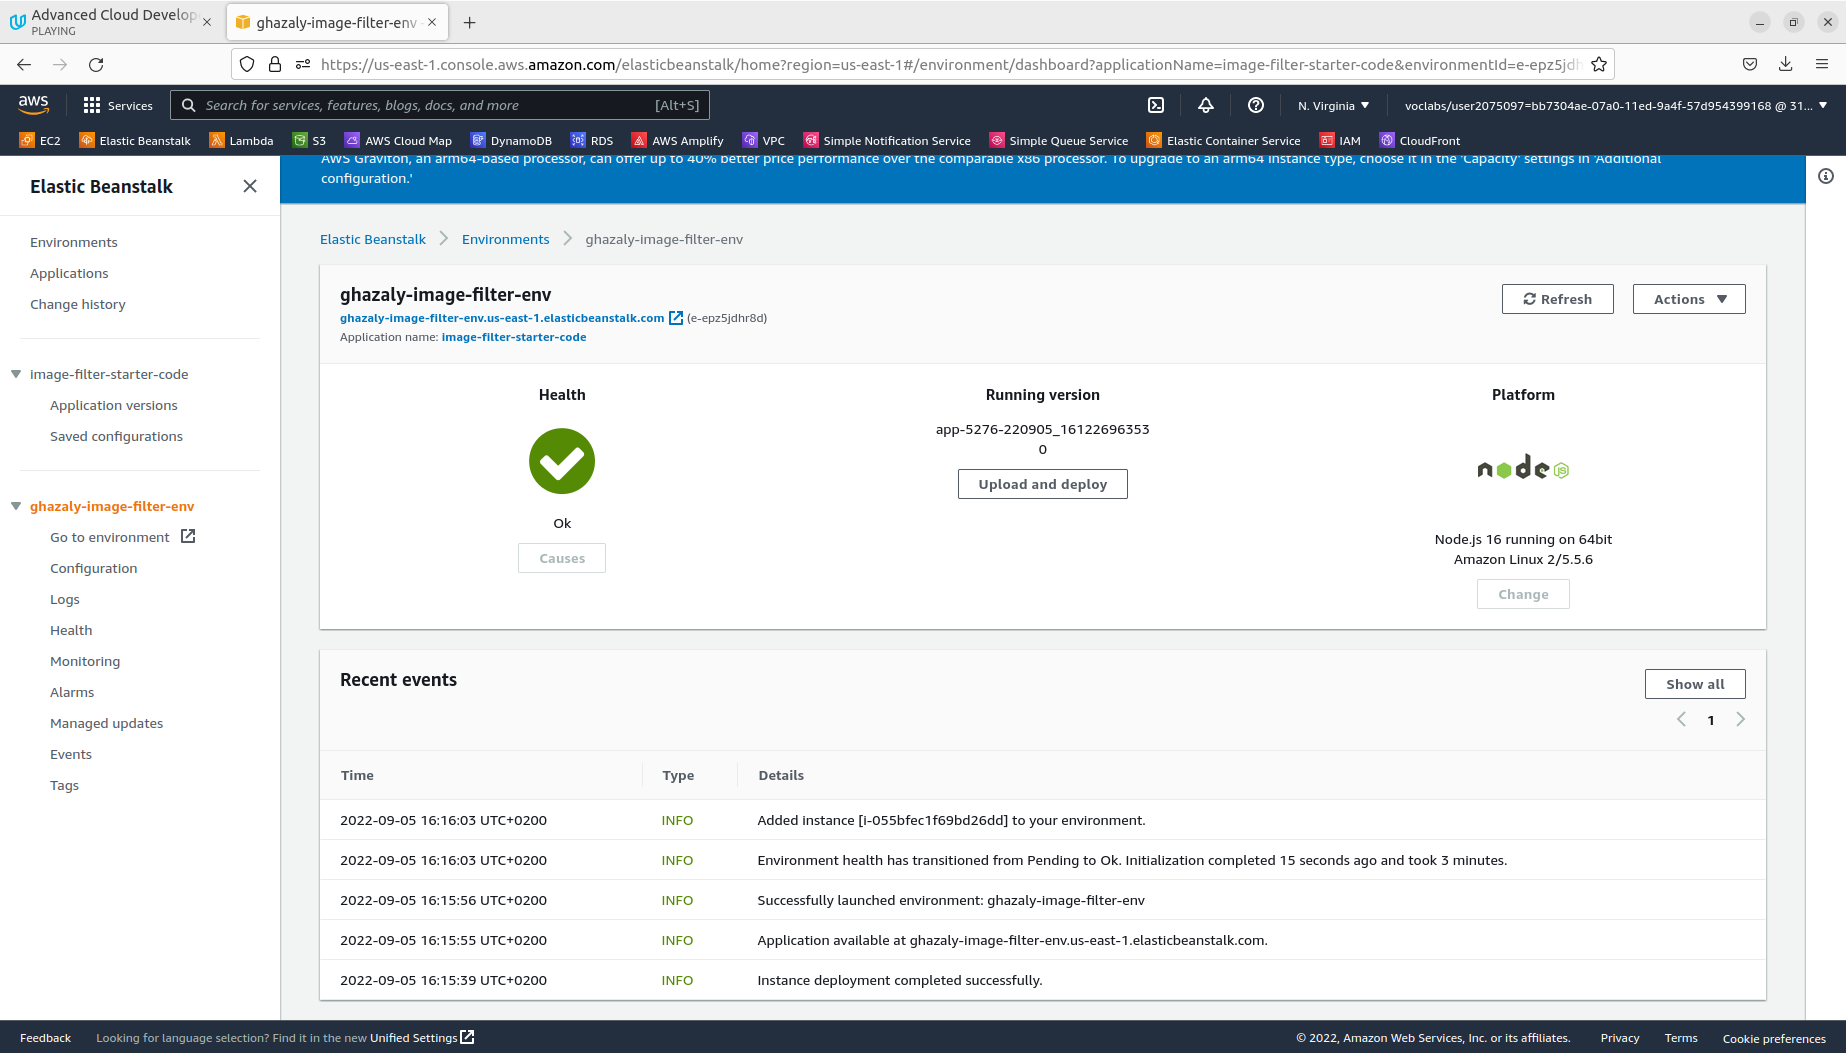 Advanced Cloud Develop
PLAYING
ghazaly-image-filter-env
https://us-east-1.console.aws.amazon.com/elasticbeanstalk/home?region=us-east-1#/environment/dashboard?applicationName=image-filter-starter-code&environmentId=e-epz5jdh
aws
Services
Search for services, features, blogs, docs, and more [Alt+S]
N. Virginia
voclabs/user2075097=bb7304ae-07a0-11ed-9a4f-57d954399168 @ 31...
EC2 Elastic Beanstalk Lambda S3 AWS Cloud Map DynamoDB RDS AWS Amplify VPC Simple Notification Service Simple Queue Service Elastic Container Service IAM CloudFront
Elastic Beanstalk
Environments
Applications
Change history
image-filter-starter-code
Application versions
Saved configurations
ghazaly-image-filter-env
Go to environment
Configuration
Logs
Health
Monitoring
Alarms
Managed updates
Events
Tags
AWS Graviton, an arm64-based processor, can offer up to 40% better price performance over the comparable x86 processor. To upgrade to an arm64 instance type, choose it in the 'Capacity' settings in 'Additional
configuration.'
Elastic Beanstalk Environments ghazaly-image-filter-env
ghazaly-image-filter-env
ghazaly-image-filter-env.us-east-1.elasticbeanstalk.com (e-epz5jdhr8d)
Application name: image-filter-starter-code
Refresh
Actions
Health
Ok
Causes
Running version
app-5276-220905_16122696353
0
Upload and deploy
Platform
node JS
Node.js 16 running on 64bit
Amazon Linux 2/5.5.6
Change
Recent events
Show all
1
Time Type Details
2022-09-05 16:16:03 UTC+0200 INFO Added instance [i-055bfec1f69bd26dd] to your environment.
2022-09-05 16:16:03 UTC+0200 INFO Environment health has transitioned from Pending to Ok. Initialization completed 15 seconds ago and took 3 minutes.
2022-09-05 16:15:56 UTC+0200 INFO Successfully launched environment: ghazaly-image-filter-env
2022-09-05 16:15:55 UTC+0200 INFO Application available at ghazaly-image-filter-env.us-east-1.elasticbeanstalk.com.
2022-09-05 16:15:39 UTC+0200 INFO Instance deployment completed successfully.
Feedback Looking for language selection? Find it in the new Unified Settings
© 2022, Amazon Web Services, Inc. or its affiliates. Privacy Terms Cookie preferences